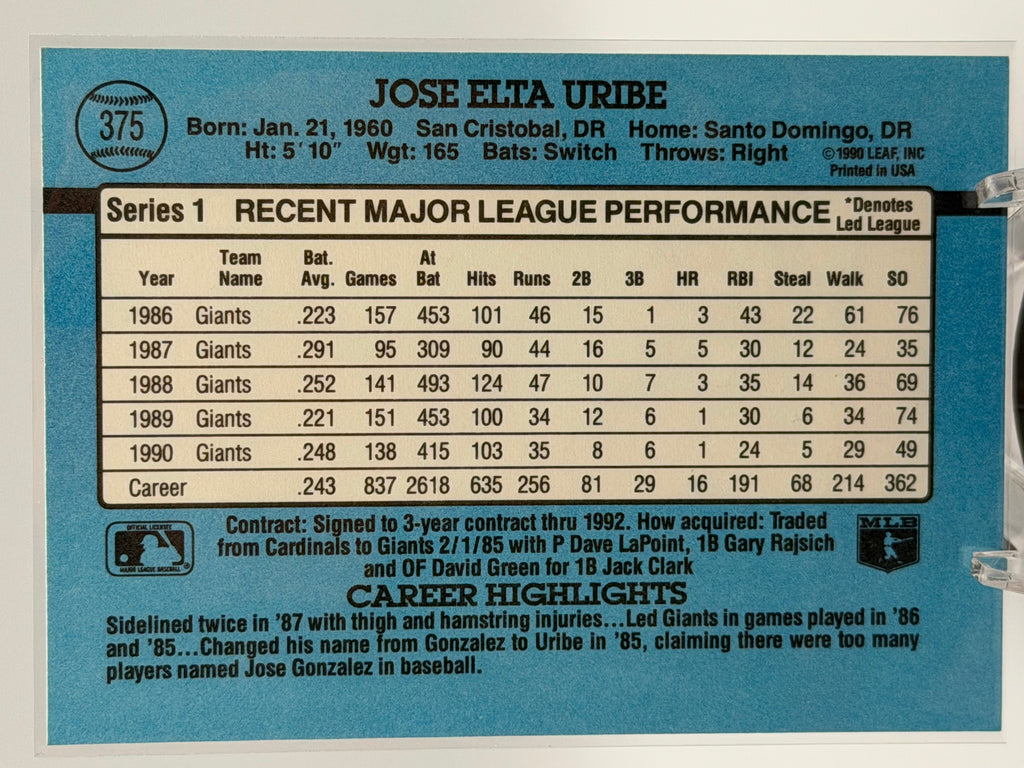 375
JOSE ELTA URIBE
Born: Jan. 21, 1960 San Cristobal, DR Home: Santo Domingo, DR
Ht: 5'10" Wgt: 165 Bats: Switch Throws: Right ©1990 LEAF, INC
Printed in USA
Series 1 RECENT MAJOR LEAGUE PERFORMANCE *Denotes
Led League
Year Team Name Bat. Avg. Games At Bat Hits Runs 2B 3B HR RBI Steal Walk SO
1986 Giants .223 157 453 101 46 15 1 3 43 22 61 76
1987 Giants .291 95 309 90 44 16 5 5 30 12 24 35
1988 Giants .252 141 493 124 47 10 7 3 35 14 36 69
1989 Giants .221 151 453 100 34 12 6 1 30 6 34 74
1990 Giants .248 138 415 103 35 8 6 1 24 5 29 49
Career .243 837 2618 635 256 81 29 16 191 68 214 362
OFFICIAL LICENSEE
MAJOR LEAGUE BASEBALL
®
Contract: Signed to 3-year contract thru 1992. How acquired: Traded
from Cardinals to Giants 2/1/85 with P Dave LaPoint, 1B Gary Rajsich
and OF David Green for 1B Jack Clark
MLB
CAREER HIGHLIGHTS
Sidelined twice in '87 with thigh and hamstring injuries...Led Giants in games played in '86
and '85...Changed his name from Gonzalez to Uribe in '85, claiming there were too many
players named Jose Gonzalez in baseball.